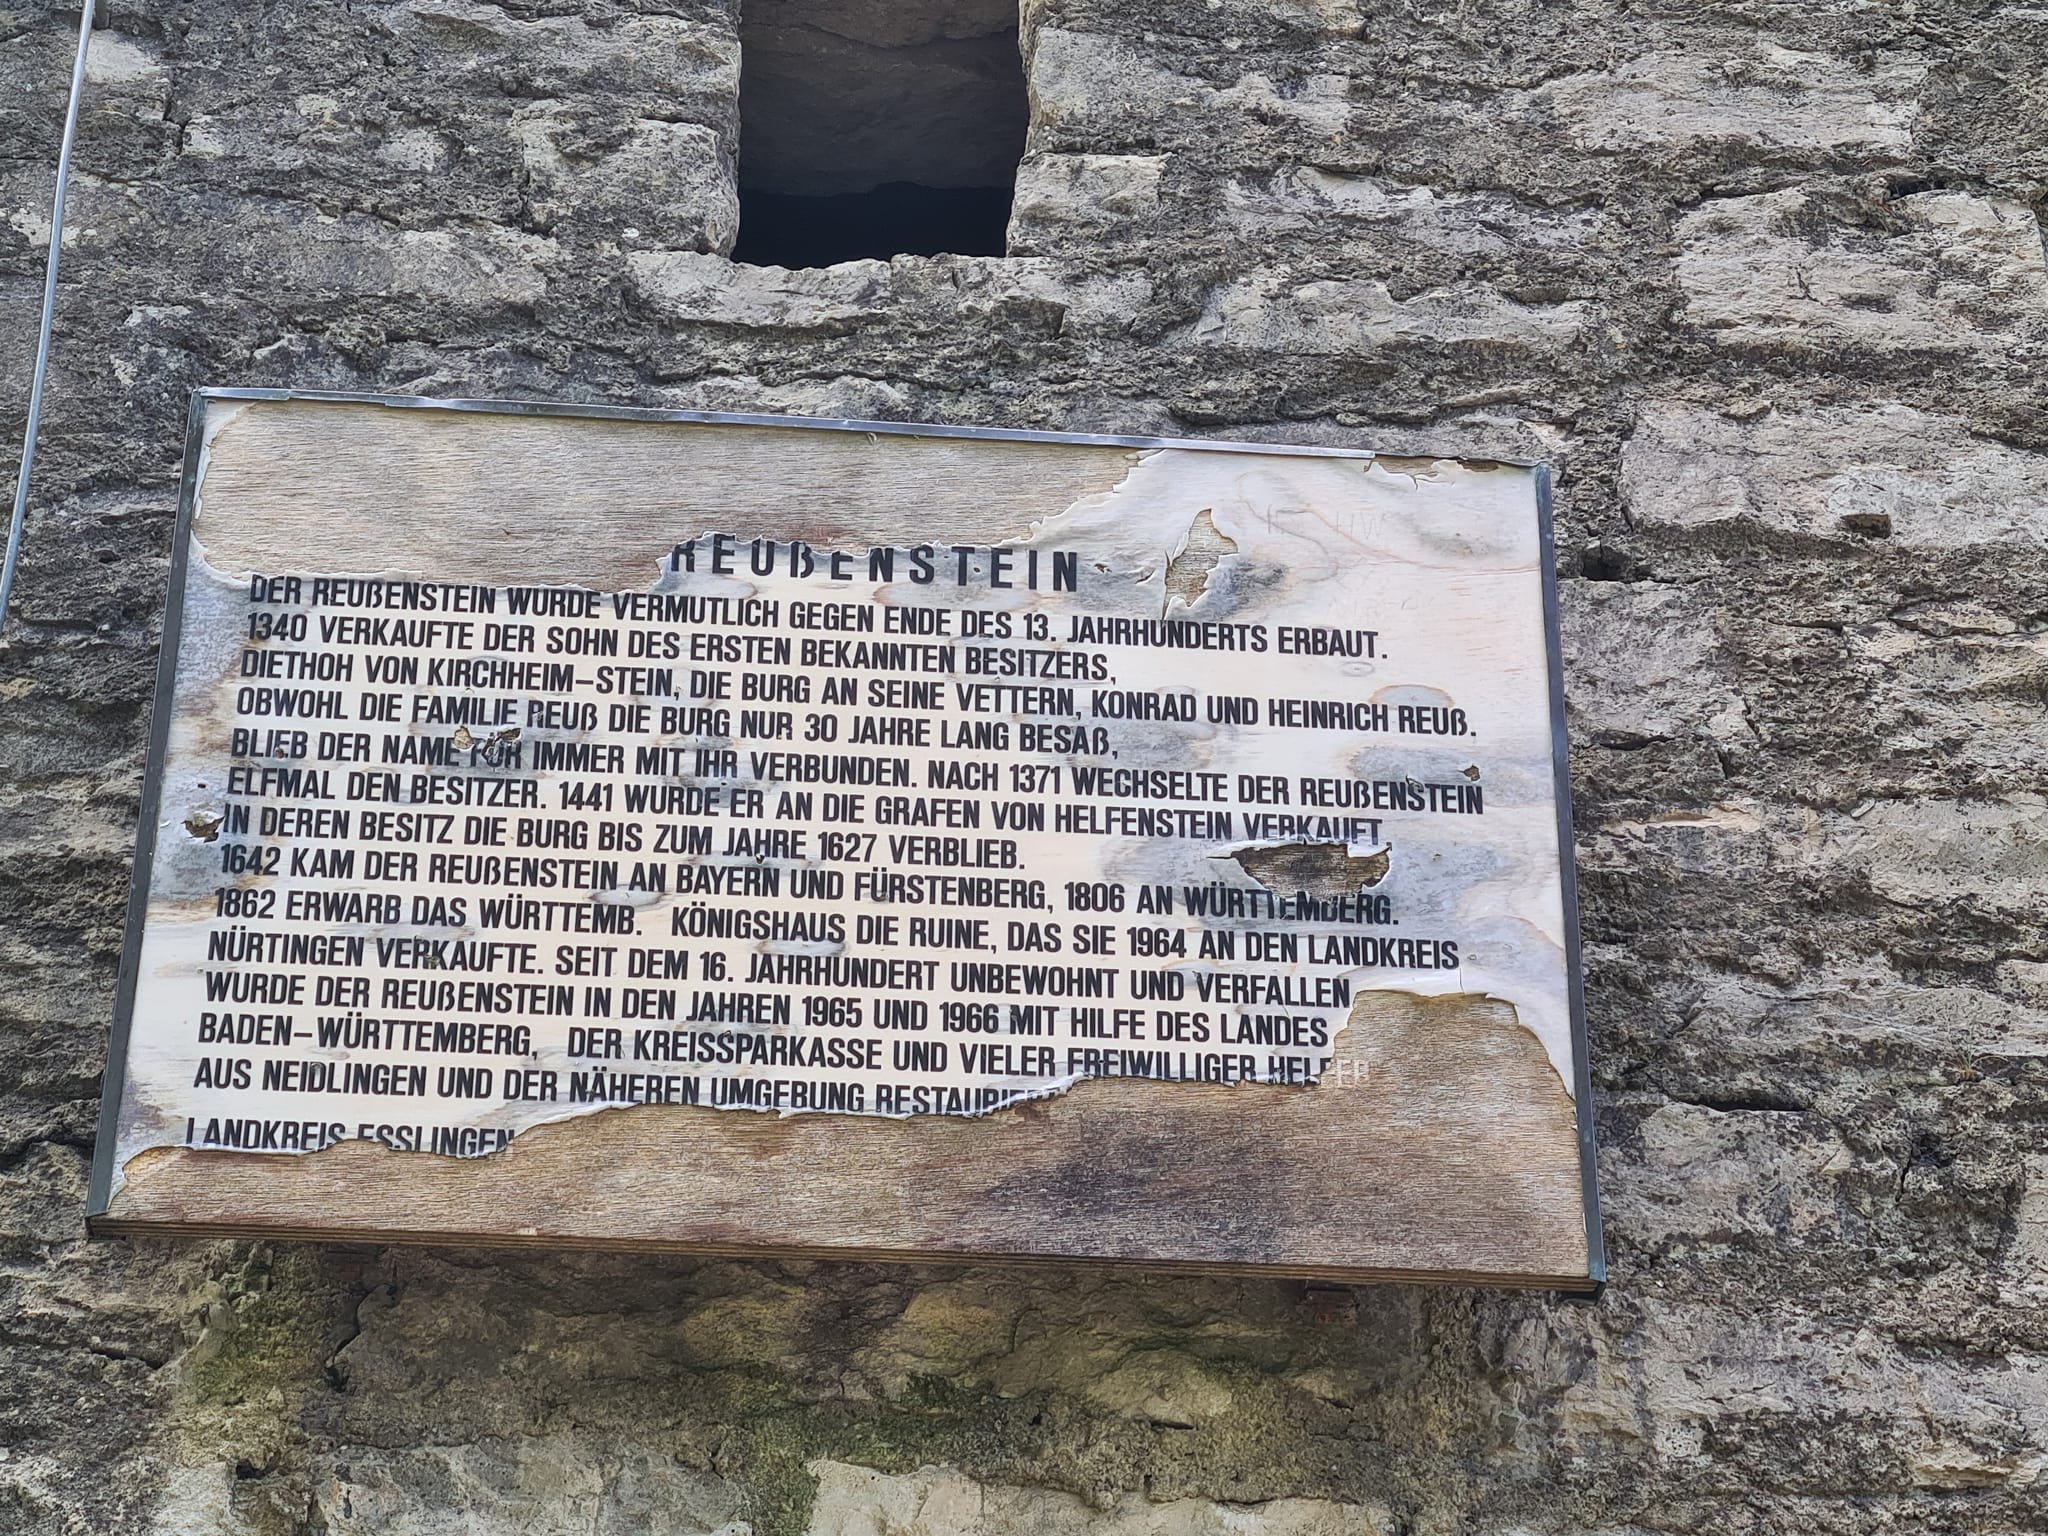 REUßENSTEIN
DER REUßENSTEIN WURDE VERMUTLICH GEGEN ENDE DES 13. JAHRHUNDERTS ERBAUT.
1340 VERKAUFTE DER SOHN DES ERSTEN BEKANNTEN BESITZERS,
DIETHOH VON KIRCHHEIM-STEIN, DIE BURG AN SEINE VETTERN, KONRAD UND HEINRICH REUß.
OBWOHL DIE FAMILIE REUß DIE BURG NUR 30 JAHRE LANG BESAß,
BLIEB DER NAME FÜR IMMER MIT IHR VERBUNDEN. NACH 1371 WECHSELTE DER REUßENSTEIN
ELFMAL DEN BESITZER. 1441 WURDE ER AN DIE GRAFEN VON HELFENSTEIN VERKAUFT,
IN DEREN BESITZ DIE BURG BIS ZUM JAHRE 1627 VERBLIEB.
1642 KAM DER REUßENSTEIN AN BAYERN UND FÜRSTENBERG, 1806 AN WÜRTTEMBERG.
1862 ERWARB DAS WÜRTTEMB. KÖNIGSHAUS DIE RUINE, DAS SIE 1964 AN DEN LANDKREIS
NÜRTINGEN VERKAUFTE. SEIT DEM 16. JAHRHUNDERT UNBEWOHNT UND VERFALLEN
WURDE DER REUßENSTEIN IN DEN JAHREN 1965 UND 1966 MIT HILFE DES LANDES
BADEN-WÜRTTEMBERG, DER KREISSPARKASSE UND VIELER FREIWILLIGER HELFER
AUS NEIDLINGEN UND DER NÄHEREN UMGEBUNG RESTAURIERT
LANDKREIS ESSLINGEN